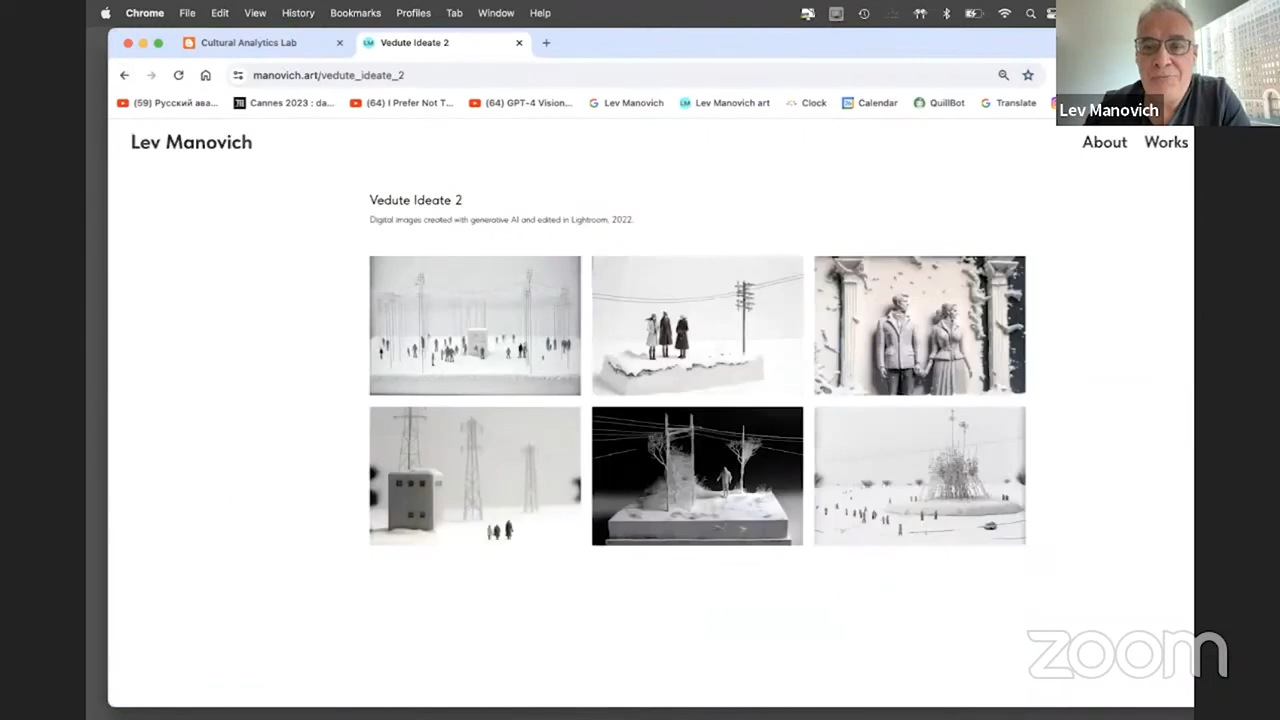 Chrome File Edit View History Bookmarks Profiles Tab Window Help
Cultural Analytics Lab
Vedute Ideate 2
manovich.art/vedute_ideate_2
(59) Русский ава...
Cannes 2023 : da...
(64) I Prefer Not T...
(64) GPT-4 Vision...
Lev Manovich
Lev Manovich art
Clock
Calendar
QuillBot
Translate
Lev Manovich
Lev Manovich
About
Works
Vedute Ideate 2
Digital images created with generative AI and edited in Lightroom, 2022.
zoom